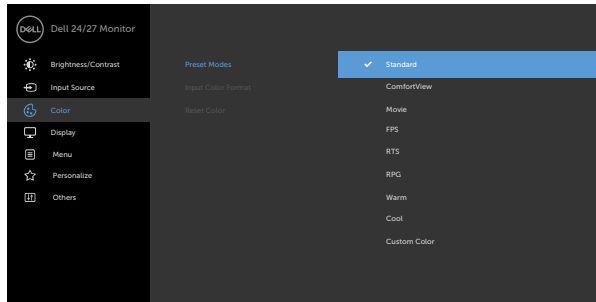 DELL Dell 24/27 Monitor
Brightness/Contrast
Input Source
Color
Display
Menu
Personalize
Others
Preset Modes
Input Color Format
Reset Color
Standard
ComfortView
Movie
FPS
RTS
RPG
Warm
Cool
Custom Color